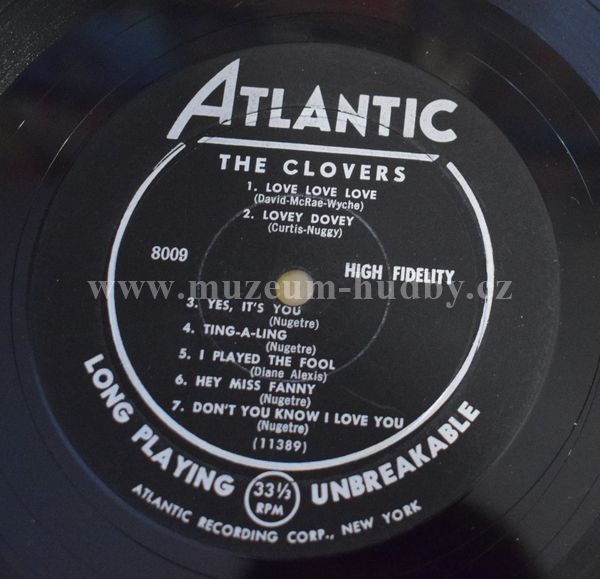 ATLANTIC
THE CLOVERS
1. LOVE LOVE LOVE
(David-McRae-Wyche)
2. LOVEY DOVEY
(Curtis-Nuggy)
8009
HIGH FIDELITY
www.muzeum-hudby.cz
3. YES, IT'S YOU
(Nugetre)
4. TING-A-LING
(Nugetre)
5. I PLAYED THE FOOL
(Diane Alexis)
6. HEY MISS FANNY
(Nugetre)
7. DON'T YOU KNOW I LOVE YOU
(Nugetre)
(11389)
LONG PLAYING 33⅓ RPM UNBREAKABLE
ATLANTIC RECORDING CORP., NEW YORK